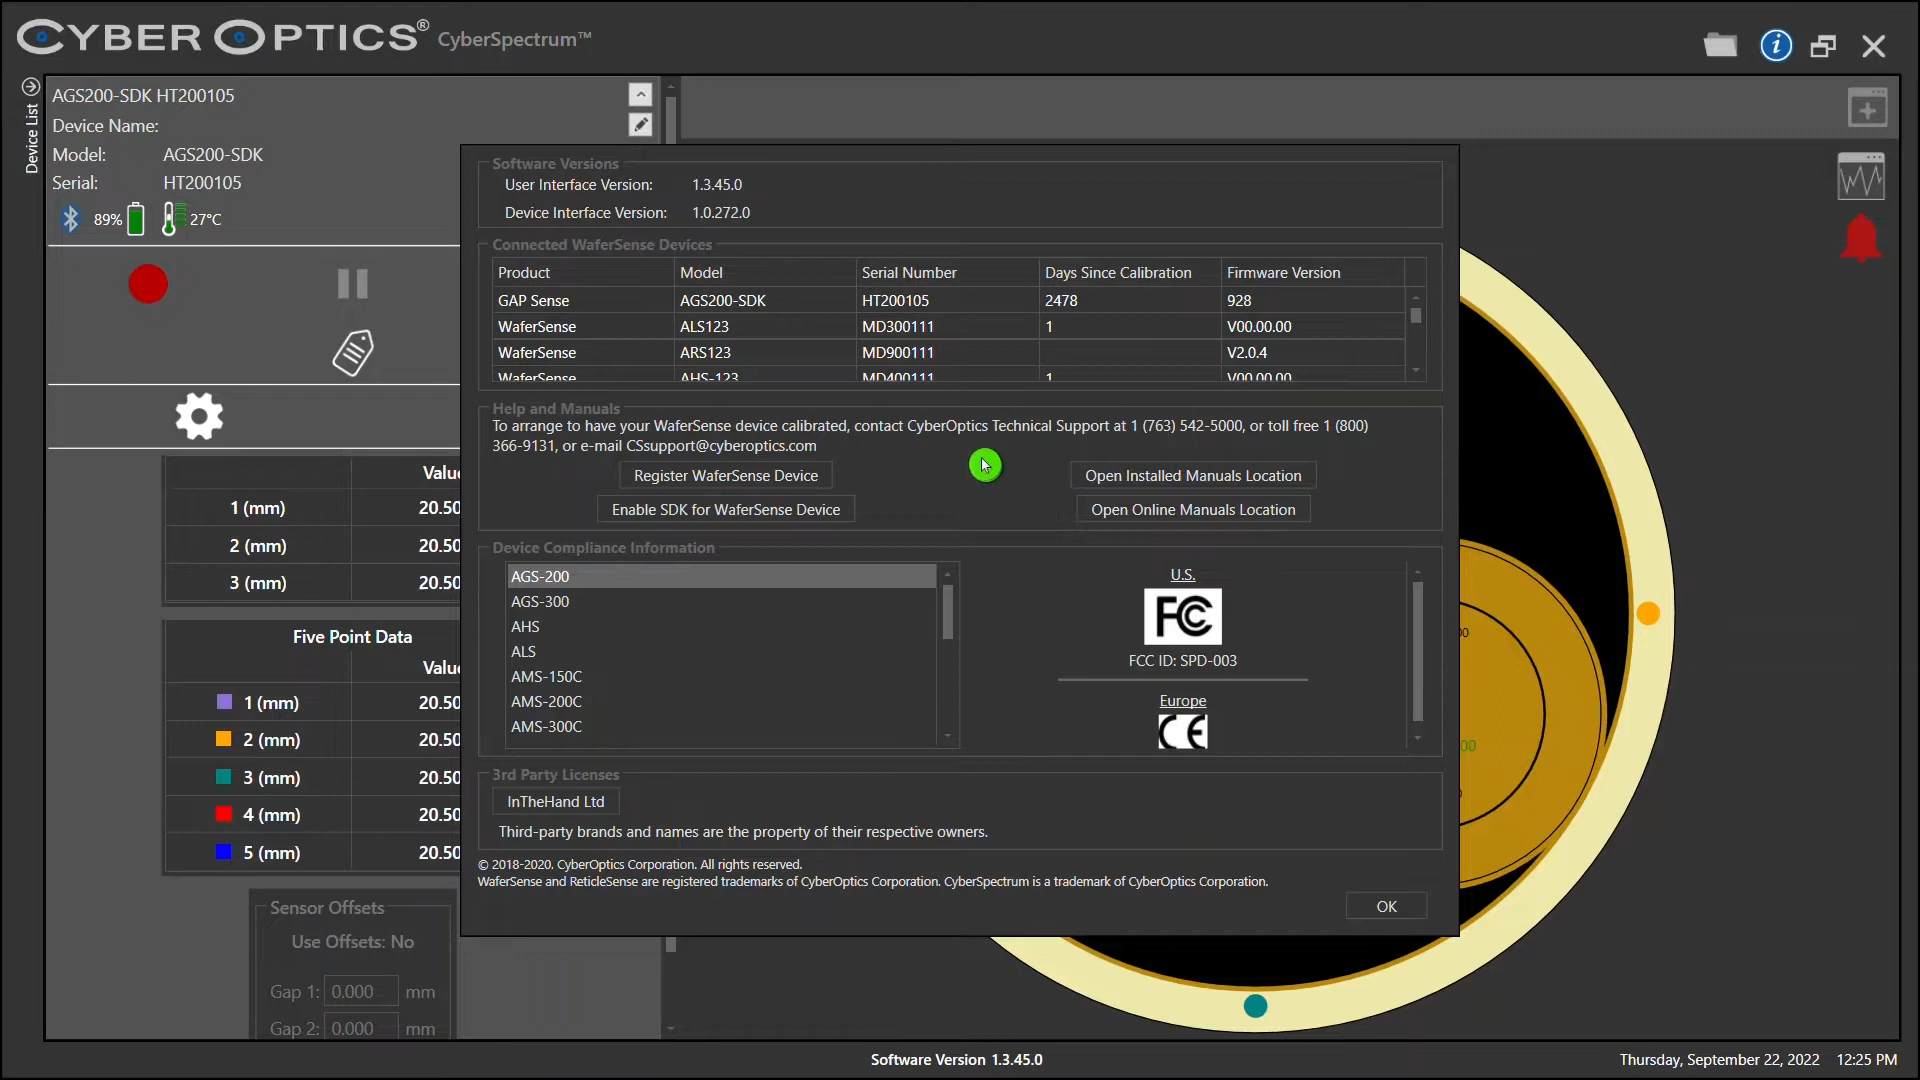 CYBEROPTICS® CyberSpectrum™
Device List
AGS200-SDK HT200105
Device Name:
Model: AGS200-SDK
Serial: HT200105
89% 27°C
Value
1 (mm) 20.50
2 (mm) 20.50
3 (mm) 20.50
Five Point Data
1 (mm) 20.50
2 (mm) 20.50
3 (mm) 20.50
4 (mm) 20.50
5 (mm) 20.50
Sensor Offsets
Use Offsets: No
Gap 1: 0.000 mm
Gap 2: 0.000 mm
Software Versions
User Interface Version: 1.3.45.0
Device Interface Version: 1.0.272.0
Connected WaferSense Devices
Product Model Serial Number Days Since Calibration Firmware Version
GAP Sense AGS200-SDK HT200105 2478 928
WaferSense ALS123 MD300111 1 V00.00.00
WaferSense ARS123 MD900111 V2.0.4
WaferSense AHS-123 MD400111 1 V00.00.00
Help and Manuals
To arrange to have your WaferSense device calibrated, contact CyberOptics Technical Support at 1 (763) 542-5000, or toll free 1 (800)
366-9131, or e-mail CSsupport@cyberoptics.com
Register WaferSense Device Open Installed Manuals Location
Enable SDK for WaferSense Device Open Online Manuals Location
Device Compliance Information
AGS-200
AGS-300
AHS
ALS
AMS-150C
AMS-200C
AMS-300C
U.S.
FC
FCC ID: SPD-003
Europe
CE
3rd Party Licenses
InTheHand Ltd
Third-party brands and names are the property of their respective owners.
© 2018-2020. CyberOptics Corporation. All rights reserved.
WaferSense and ReticleSense are registered trademarks of CyberOptics Corporation. CyberSpectrum is a trademark of CyberOptics Corporation.
OK
Software Version 1.3.45.0
Thursday, September 22, 2022 12:25 PM